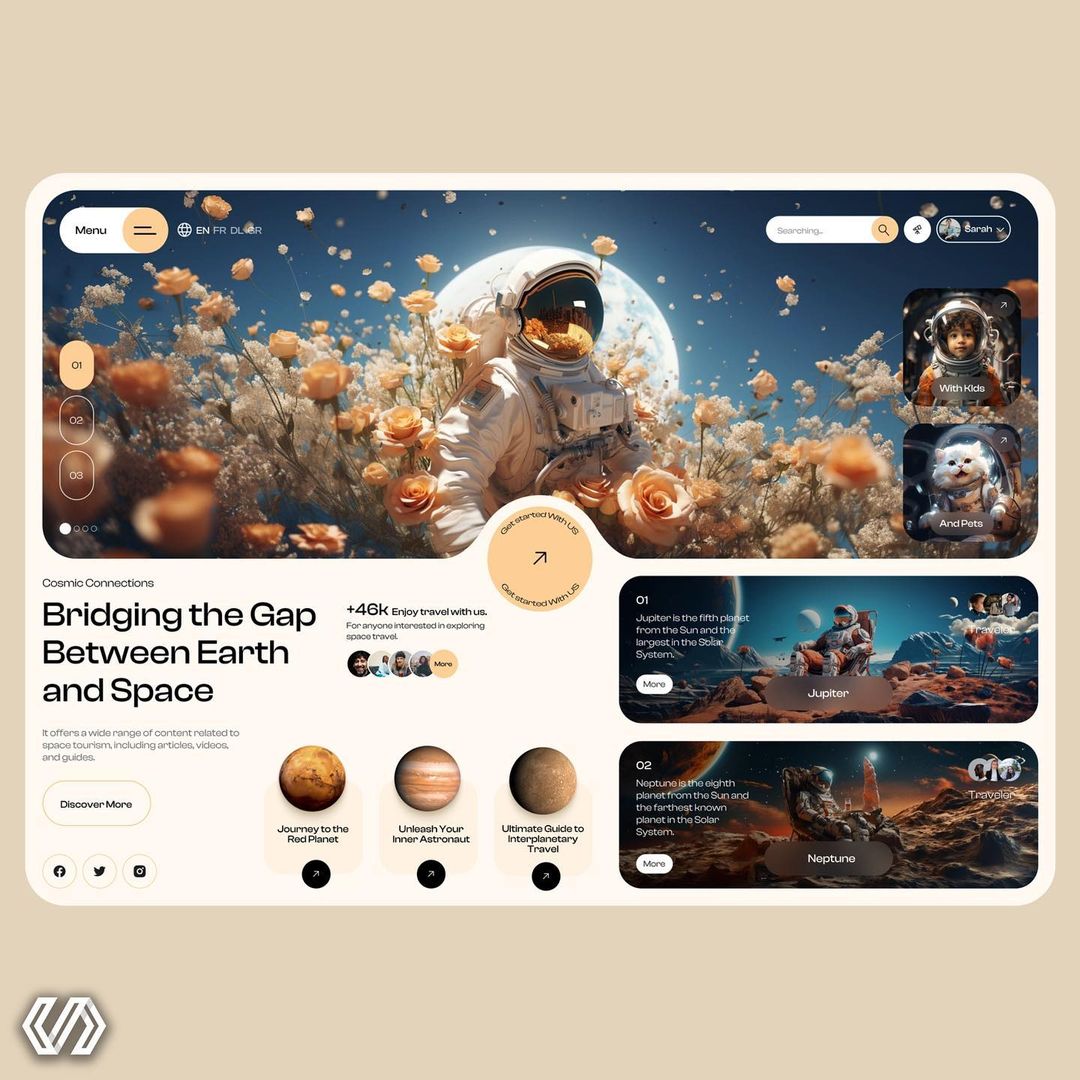 Menu
EN FR DL GR
Searching...
Sarah
01
02
03
With Kids
And Pets
Get started With US
Get started With US
Cosmic Connections
Bridging the Gap
Between Earth
and Space
+46k Enjoy travel with us.
For anyone interested in exploring
space travel.
More
It offers a wide range of content related to
space tourism, including articles, videos,
and guides.
Discover More
Journey to the
Red Planet
Unleash Your
Inner Astronaut
Ultimate Guide to
Interplanetary
Travel
01
Jupiter is the fifth planet
from the Sun and the
largest in the Solar
System.
More
Traveler
Jupiter
02
Neptune is the eighth
planet from the Sun and
the farthest known
planet in the Solar
System.
More
Traveler
Neptune